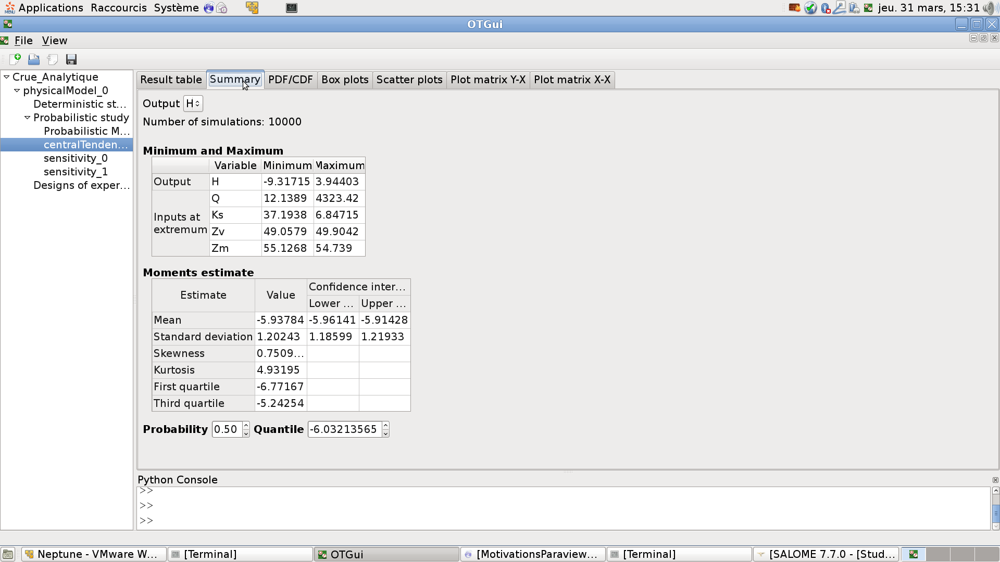 Applications Raccourcis Système jeu. 31 mars, 15:31
OTGui
File View
Crue_Analytique
physicalModel_0
Deterministic st...
Probabilistic study
Probabilistic M...
centralTenden...
sensitivity_0
sensitivity_1
Designs of exper...
Result table Summary PDF/CDF Box plots Scatter plots Plot matrix Y-X Plot matrix X-X
Output H
Number of simulations: 10000
Minimum and Maximum
Variable Minimum Maximum
Output H -9.31715 3.94403
Inputs at extremum
Q 12.1389 4323.42
Ks 37.1938 6.84715
Zv 49.0579 49.9042
Zm 55.1268 54.739
Moments estimate
Estimate Value Confidence inter...
Lower ... Upper ...
Mean -5.93784 -5.96141 -5.91428
Standard deviation 1.20243 1.18599 1.21933
Skewness 0.7509...
Kurtosis 4.93195
First quartile -6.77167
Third quartile -5.24254
Probability 0.50 Quantile -6.03213565
Python Console
>>
>>
>>
Neptune - VMware W... [Terminal] OTGui [MotivationsParaview... [Terminal] [SALOME 7.7.0 - [Stud...